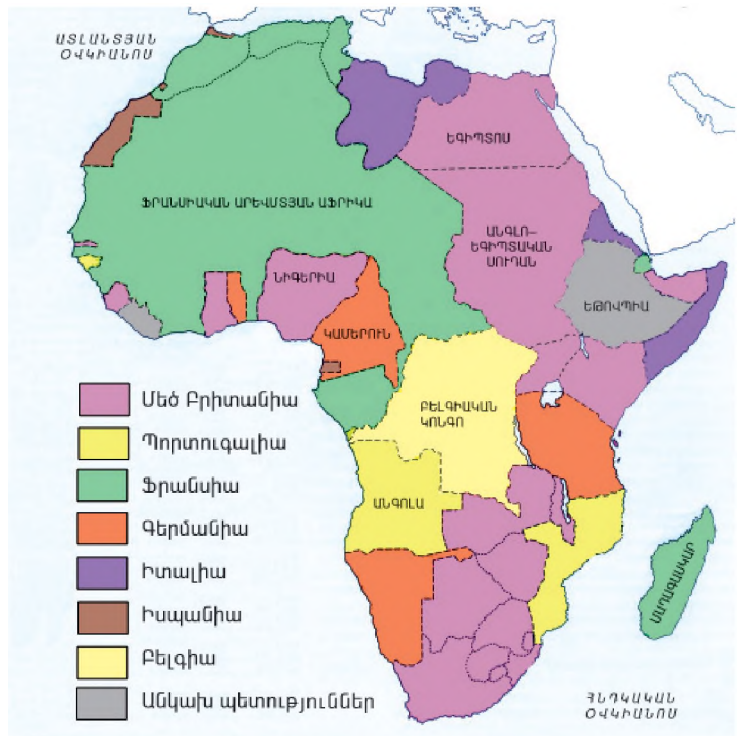 ԱՏԼԱՆՏՅԱՆ
ՕՎԿԻԱՆՈՍ
ԵԳԻՊՏՈՍ
ՖՐԱՆՍԻԱԿԱՆ ԱՐԵՎՄՏՅԱՆ ԱՖՐԻԿԱ
ԱՆԳԼՈ–
ԵԳԻՊՏԱԿԱՆ
ՍՈՒԴԱՆ
ՆԻԳԵՐԻԱ
ԵԹՈՎՊԻԱ
ԿԱՄԵՐՈՒՆ
ԲԵԼԳԻԱԿԱՆ
ԿՈՆԳՈ
ԱՆԳՈԼԱ
ՄԱԴԱԳԱՍԿԱՐ
Մեծ Բրիտանիա
Պորտուգալիա
Ֆրանսիա
Գերմանիա
Իտալիա
Իսպանիա
Բելգիա
Անկախ պետություններ
ՀՆԴԿԱԿԱՆ
ՕՎԿԻԱՆՈՍ